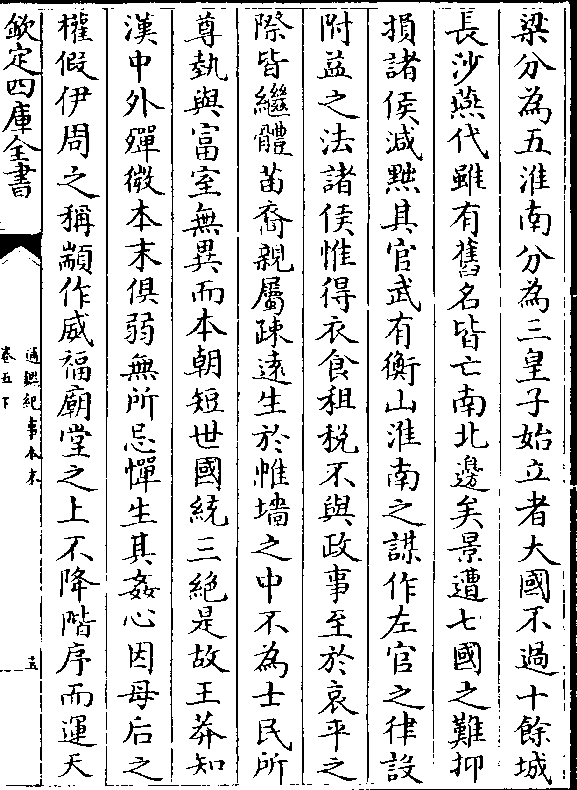 梁分為五淮南分為三皇子始立者大國不過十餘城
長沙燕代雖有舊名皆亡南北邊矣景遭七國之難抑
損諸侯減黜其官武有衡山淮南之謀作左官之律設
附益之法諸侯惟得衣食租稅不與政事至於哀平之
際皆繼體苗裔親屬疎遠生於帷墻之中不為士民所
尊埶與富室無異而本朝短世國統三絕是故王莽知
漢中外殫微本末俱弱無所忌憚生其姦心因母后之
權假伊周之稱顓作威福廟堂之上不降階序而運天
欽定四庫全書
通鑑紀事本末
卷五下
五